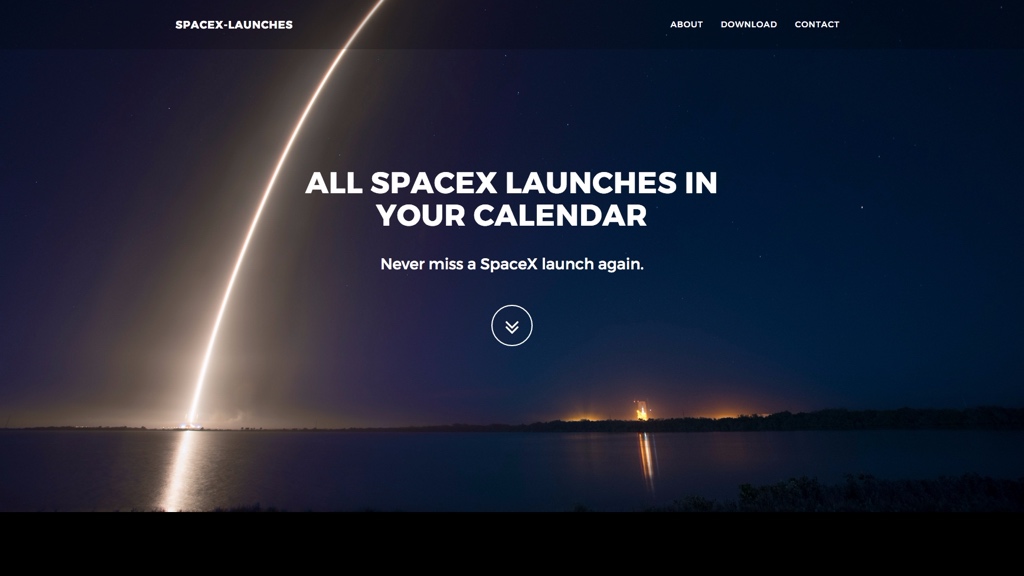 SPACEX-LAUNCHES
ABOUT DOWNLOAD CONTACT
ALL SPACEX LAUNCHES IN
YOUR CALENDAR
Never miss a SpaceX launch again.